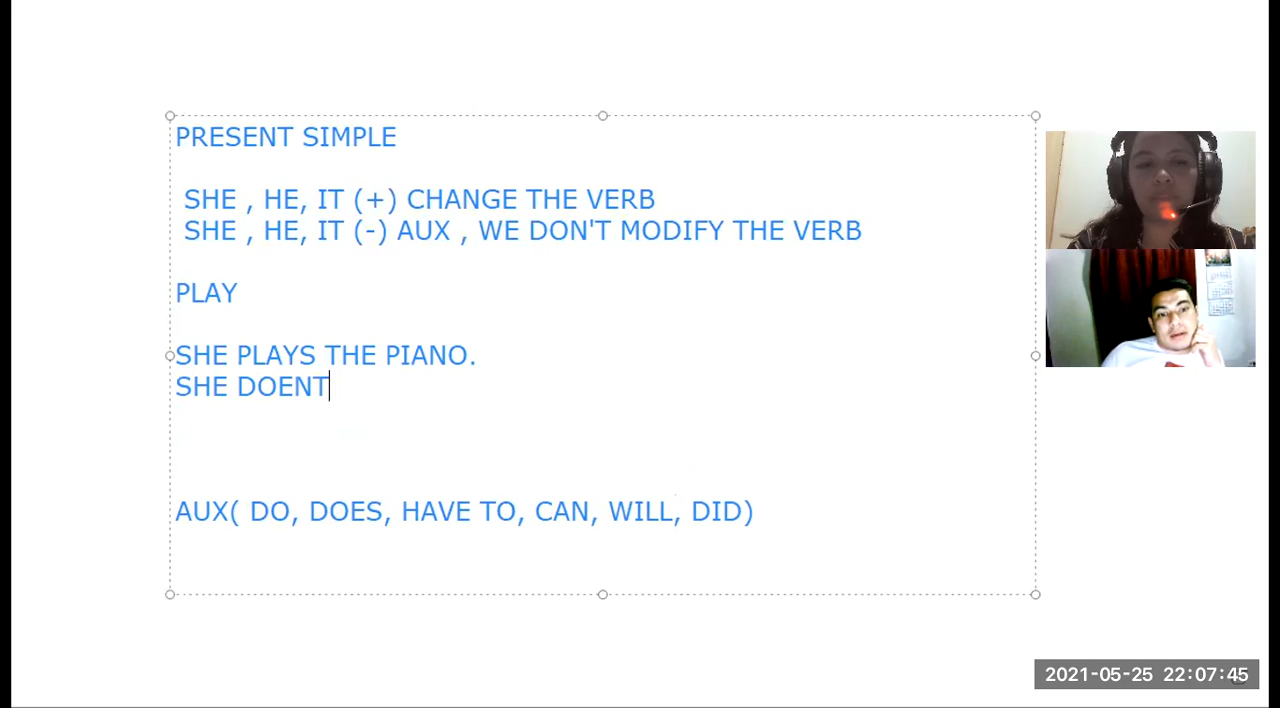 PRESENT SIMPLE
SHE , HE, IT (+) CHANGE THE VERB
SHE , HE, IT (-) AUX , WE DON'T MODIFY THE VERB
PLAY
SHE PLAYS THE PIANO.
SHE DOENT
AUX( DO, DOES, HAVE TO, CAN, WILL, DID)
2021-05-25 22:07:45